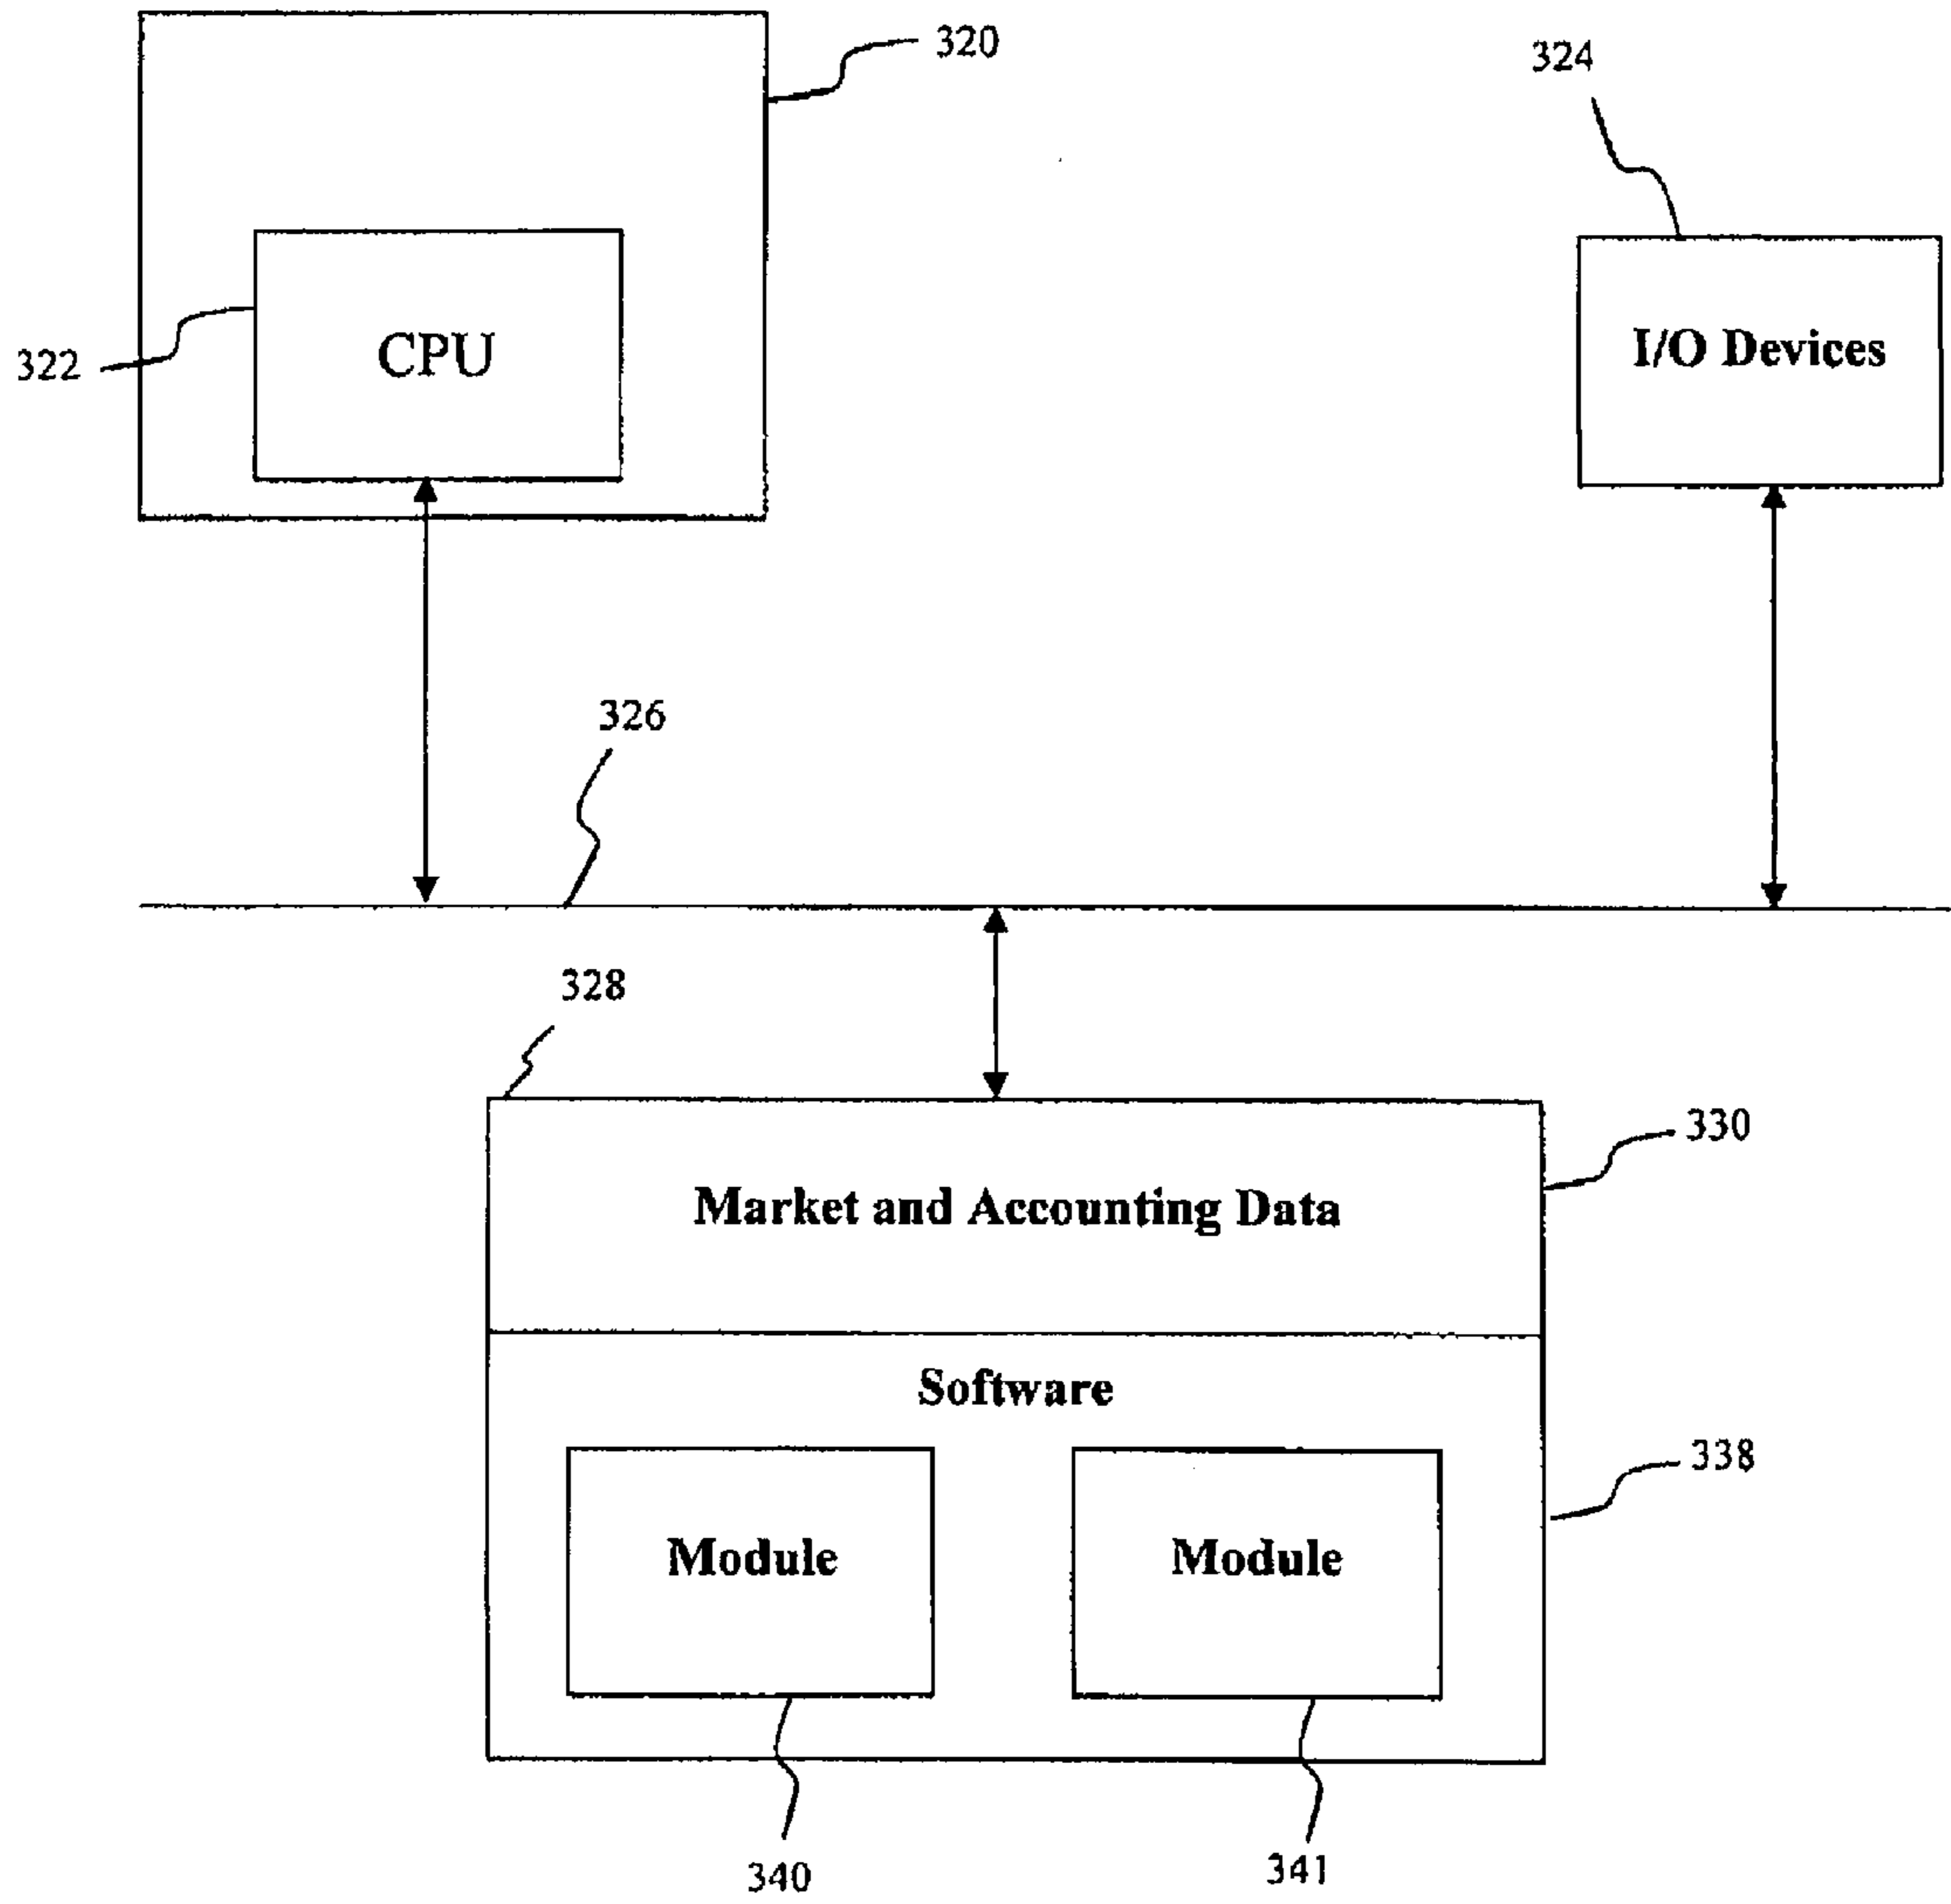 320
324
CPU
I/O Devices
322
326
328
330
Market and Accounting Data
Software
338
Module
Module
340
341